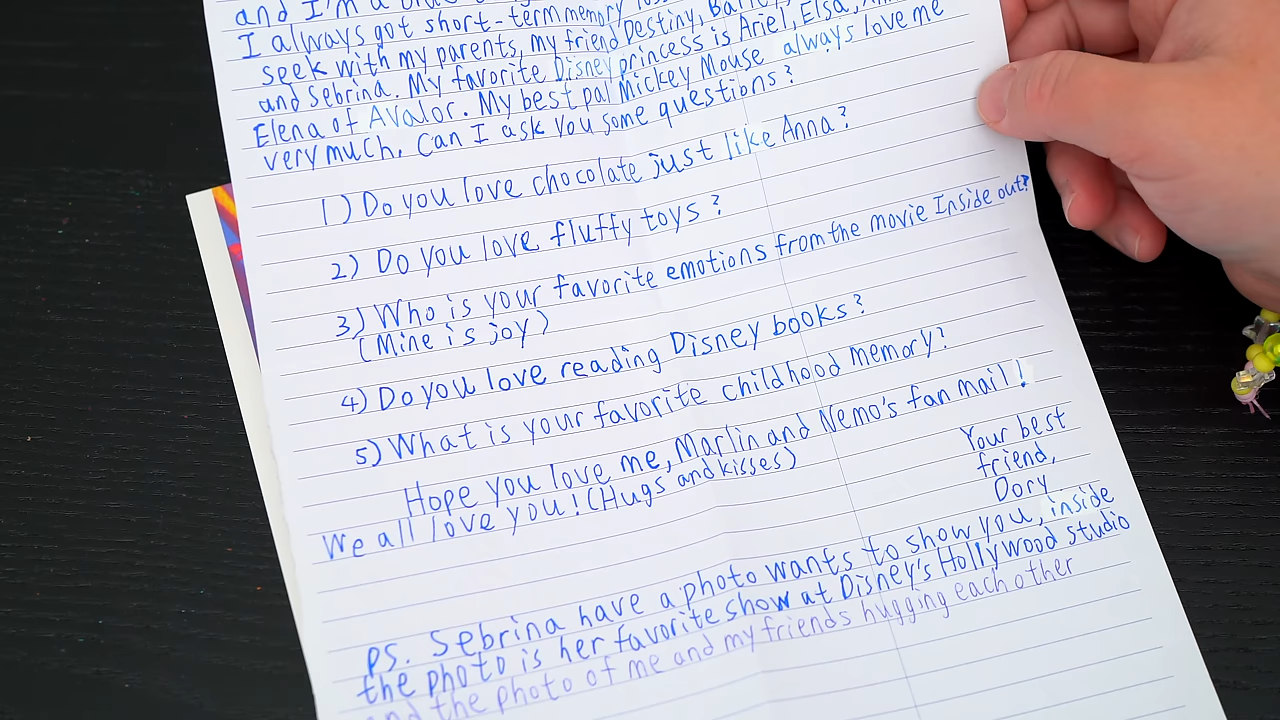 and I'm a
I always got short-term memory
seek with my parents, my friend Destiny,
and Sebrina. My favorite Disney princess is Ariel, Elsa,
Elena of AValor. My best pal Mickey Mouse always love me
very much. Can I ask you some questions?
1) Do you love chocolate just like Anna?
2) Do you love fluffy toys?
3) Who is your favorite emotions from the movie Inside out?
(Mine is joy)
4) Do you love reading Disney books?
5) What is your favorite childhood memory?
Hope you love me, Marlin and Nemo's fan mail!
We all love you! (Hugs and kisses)
Your best
friend,
Dory
ps. Sebrina have a photo wants to show you, inside
the photo is her favorite show at Disney's Hollywood studio
and the photo of me and my friends hugging each other